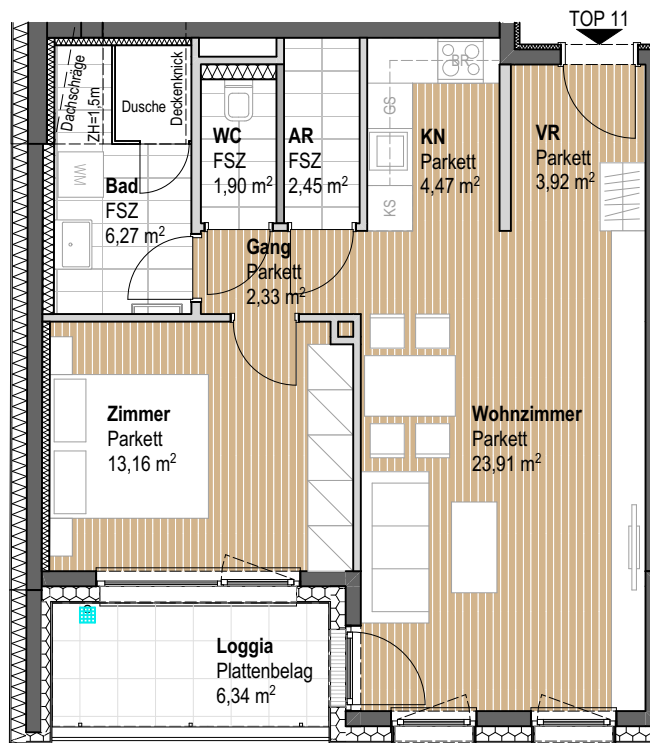 TOP 11
Dachschräge
ZH=1,5m
Dusche
Deckenknick
WC
FSZ
1,90 m²
AR
FSZ
2,45 m²
BR
GS
KS
KN
Parkett
4,47 m²
VR
Parkett
3,92 m²
WM
Bad
FSZ
6,27 m²
Gang
Parkett
2,33 m²
Zimmer
Parkett
13,16 m²
Wohnzimmer
Parkett
23,91 m²
Loggia
Plattenbelag
6,34 m²